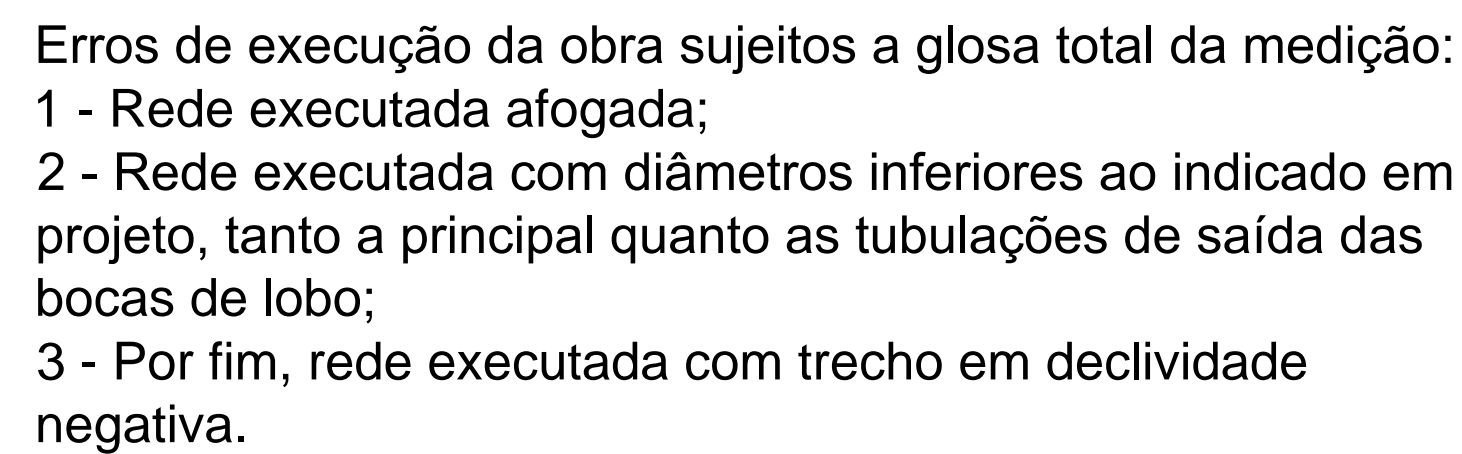 Erros de execução da obra sujeitos a glosa total da medição:
1 - Rede executada afogada;
2 - Rede executada com diâmetros inferiores ao indicado em
projeto, tanto a principal quanto as tubulações de saída das
bocas de lobo;
3 - Por fim, rede executada com trecho em declividade
negativa.